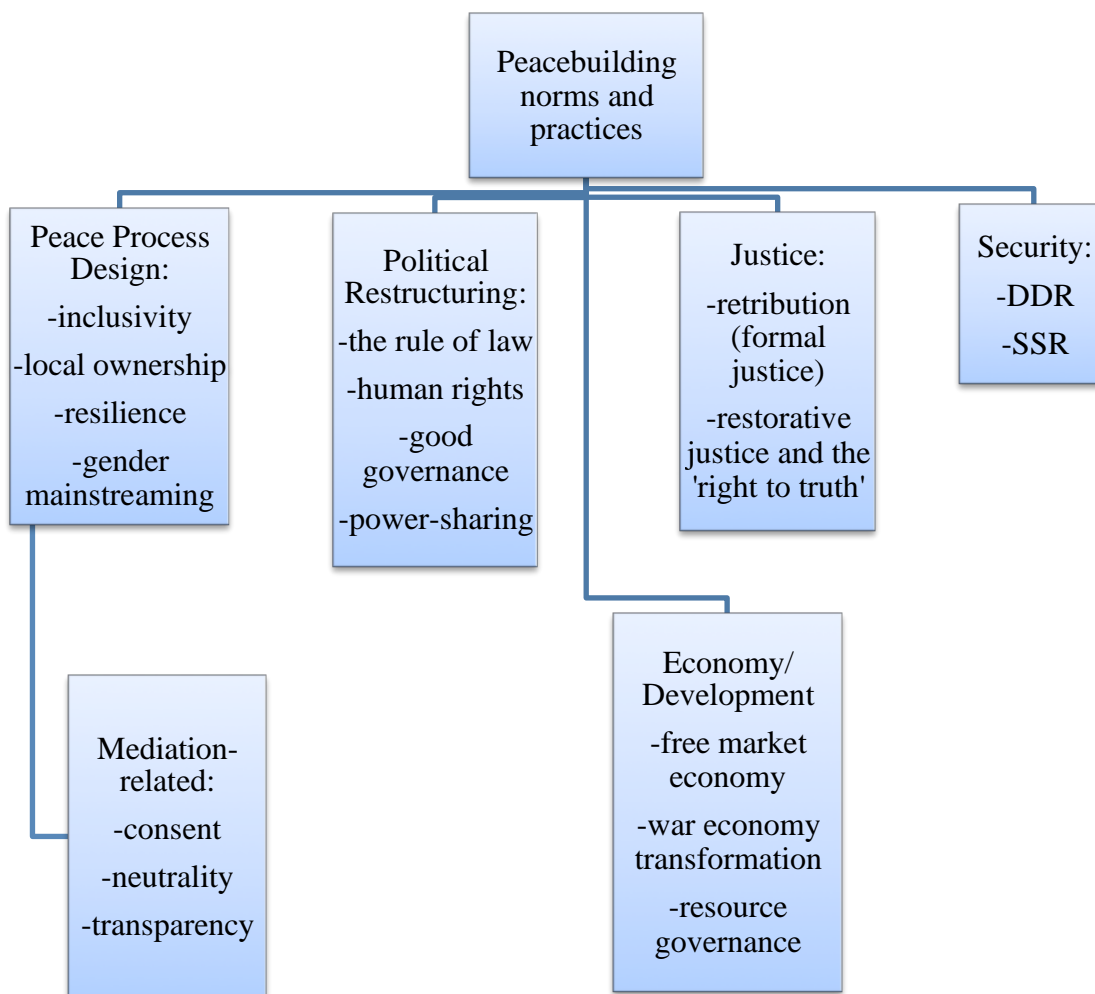 Peacebuilding
norms and
practices
Peace Process
Design:
-inclusivity
-local ownership
-resilience
-gender
mainstreaming
Political
Restructuring:
-the rule of law
-human rights
-good
governance
-power-sharing
Justice:
-retribution
(formal
justice)
-restorative
justice and the
'right to truth'
Security:
-DDR
-SSR
Mediation-
related:
-consent
-neutrality
-transparency
Economy/
Development
-free market
economy
-war economy
transformation
-resource
governance